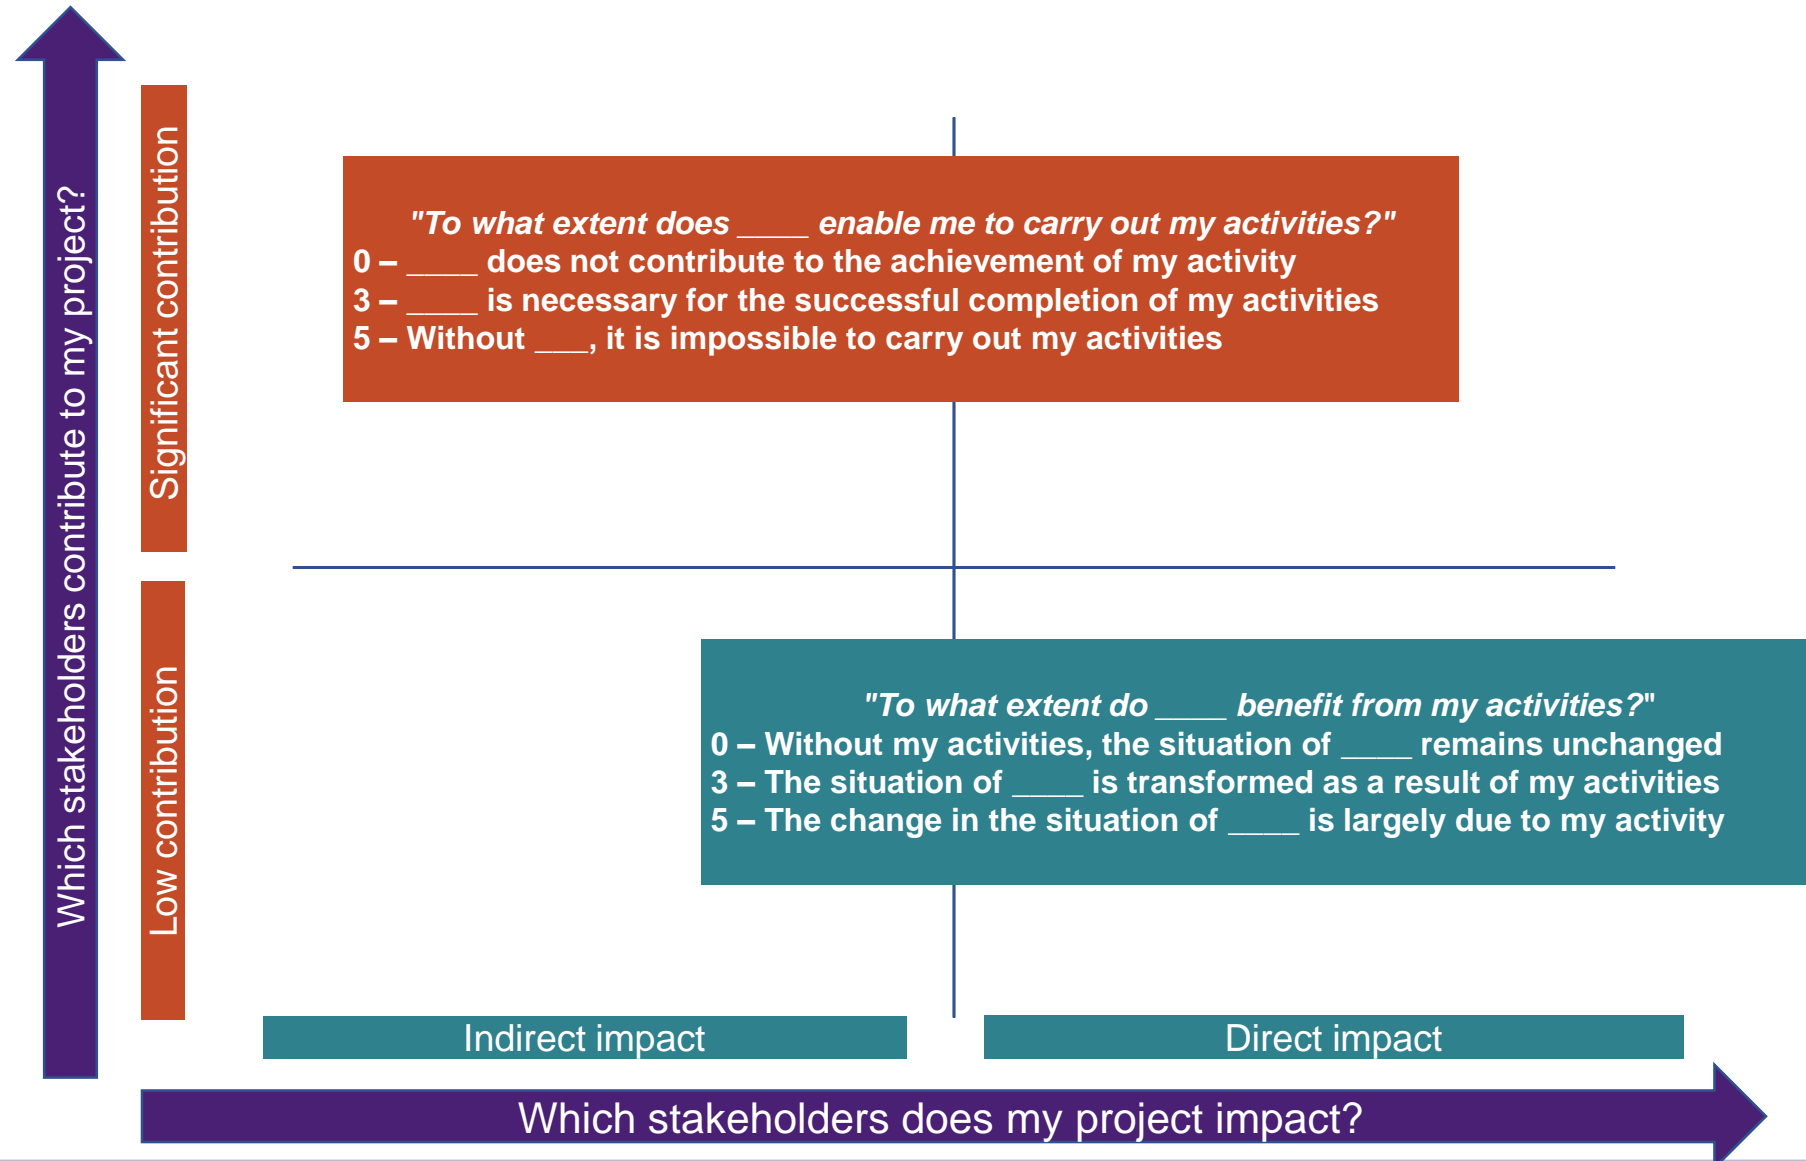 Which stakeholders contribute to my project?
Significant contribution
Low contribution
"To what extent does ____ enable me to carry out my activities?"
0 – ____ does not contribute to the achievement of my activity
3 – ____ is necessary for the successful completion of my activities
5 – Without ___, it is impossible to carry out my activities
"To what extent do ____ benefit from my activities?"
0 – Without my activities, the situation of ____ remains unchanged
3 – The situation of ____ is transformed as a result of my activities
5 – The change in the situation of ____ is largely due to my activity
Indirect impact
Direct impact
Which stakeholders does my project impact?